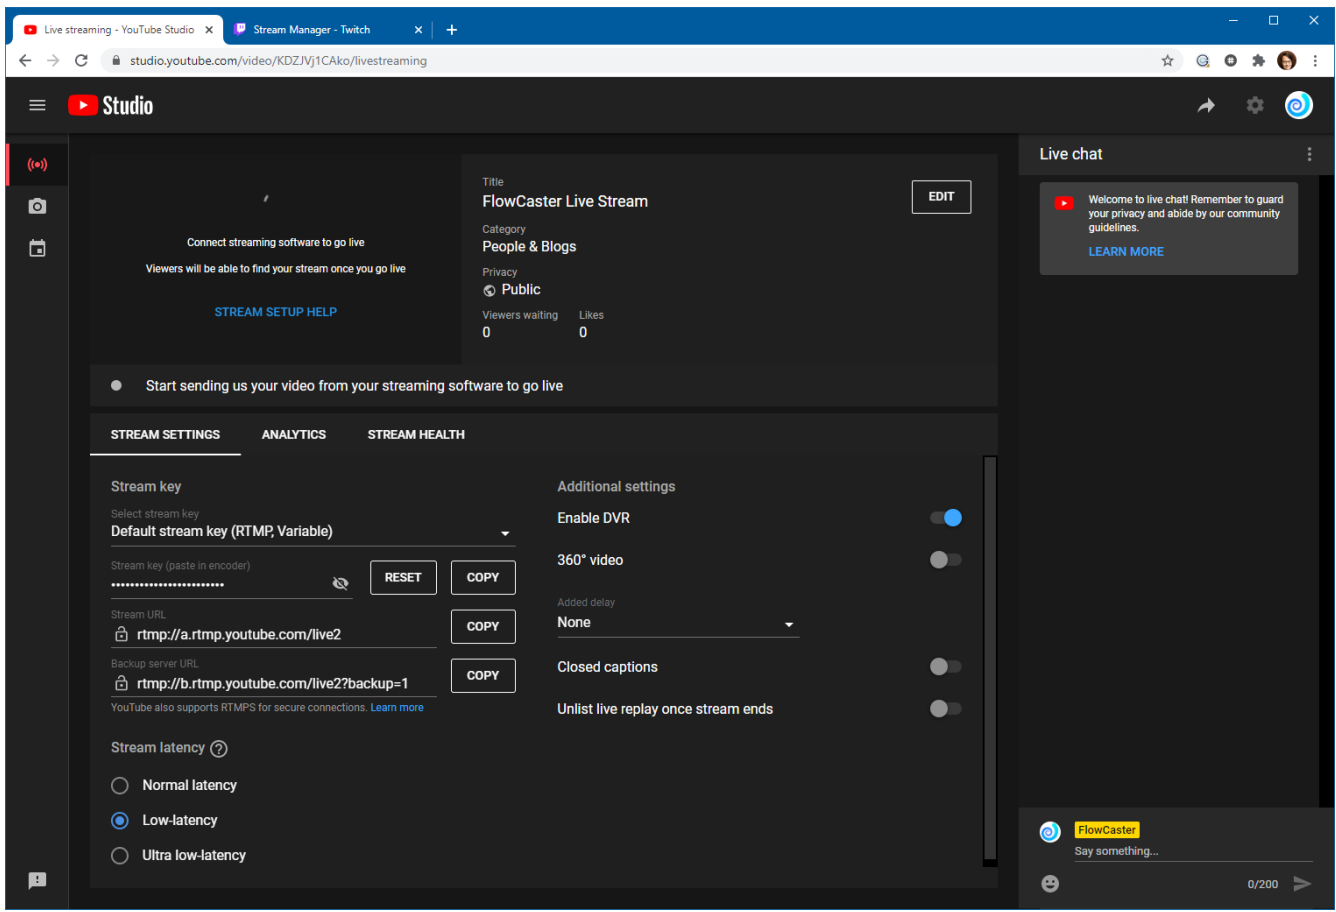 Live streaming - YouTube Studio
Stream Manager - Twitch
studio.youtube.com/video/KDZJVj1CAko/livestreaming
Studio
Connect streaming software to go live
Viewers will be able to find your stream once you go live
STREAM SETUP HELP
Title
FlowCaster Live Stream
EDIT
Category
People & Blogs
Privacy
Public
Viewers waiting Likes
0 0
Start sending us your video from your streaming software to go live
STREAM SETTINGS ANALYTICS STREAM HEALTH
Stream key
Select stream key
Default stream key (RTMP, Variable)
Stream key (paste in encoder)
••••••••••••••••••••••••
RESET COPY
Stream URL
rtmp://a.rtmp.youtube.com/live2
COPY
Backup server URL
rtmp://b.rtmp.youtube.com/live2?backup=1
COPY
YouTube also supports RTMPS for secure connections. Learn more
Stream latency
Normal latency
Low-latency
Ultra low-latency
Additional settings
Enable DVR
360° video
Added delay
None
Closed captions
Unlist live replay once stream ends
Live chat
Welcome to live chat! Remember to guard
your privacy and abide by our community
guidelines.
LEARN MORE
FlowCaster
Say something...
0/200